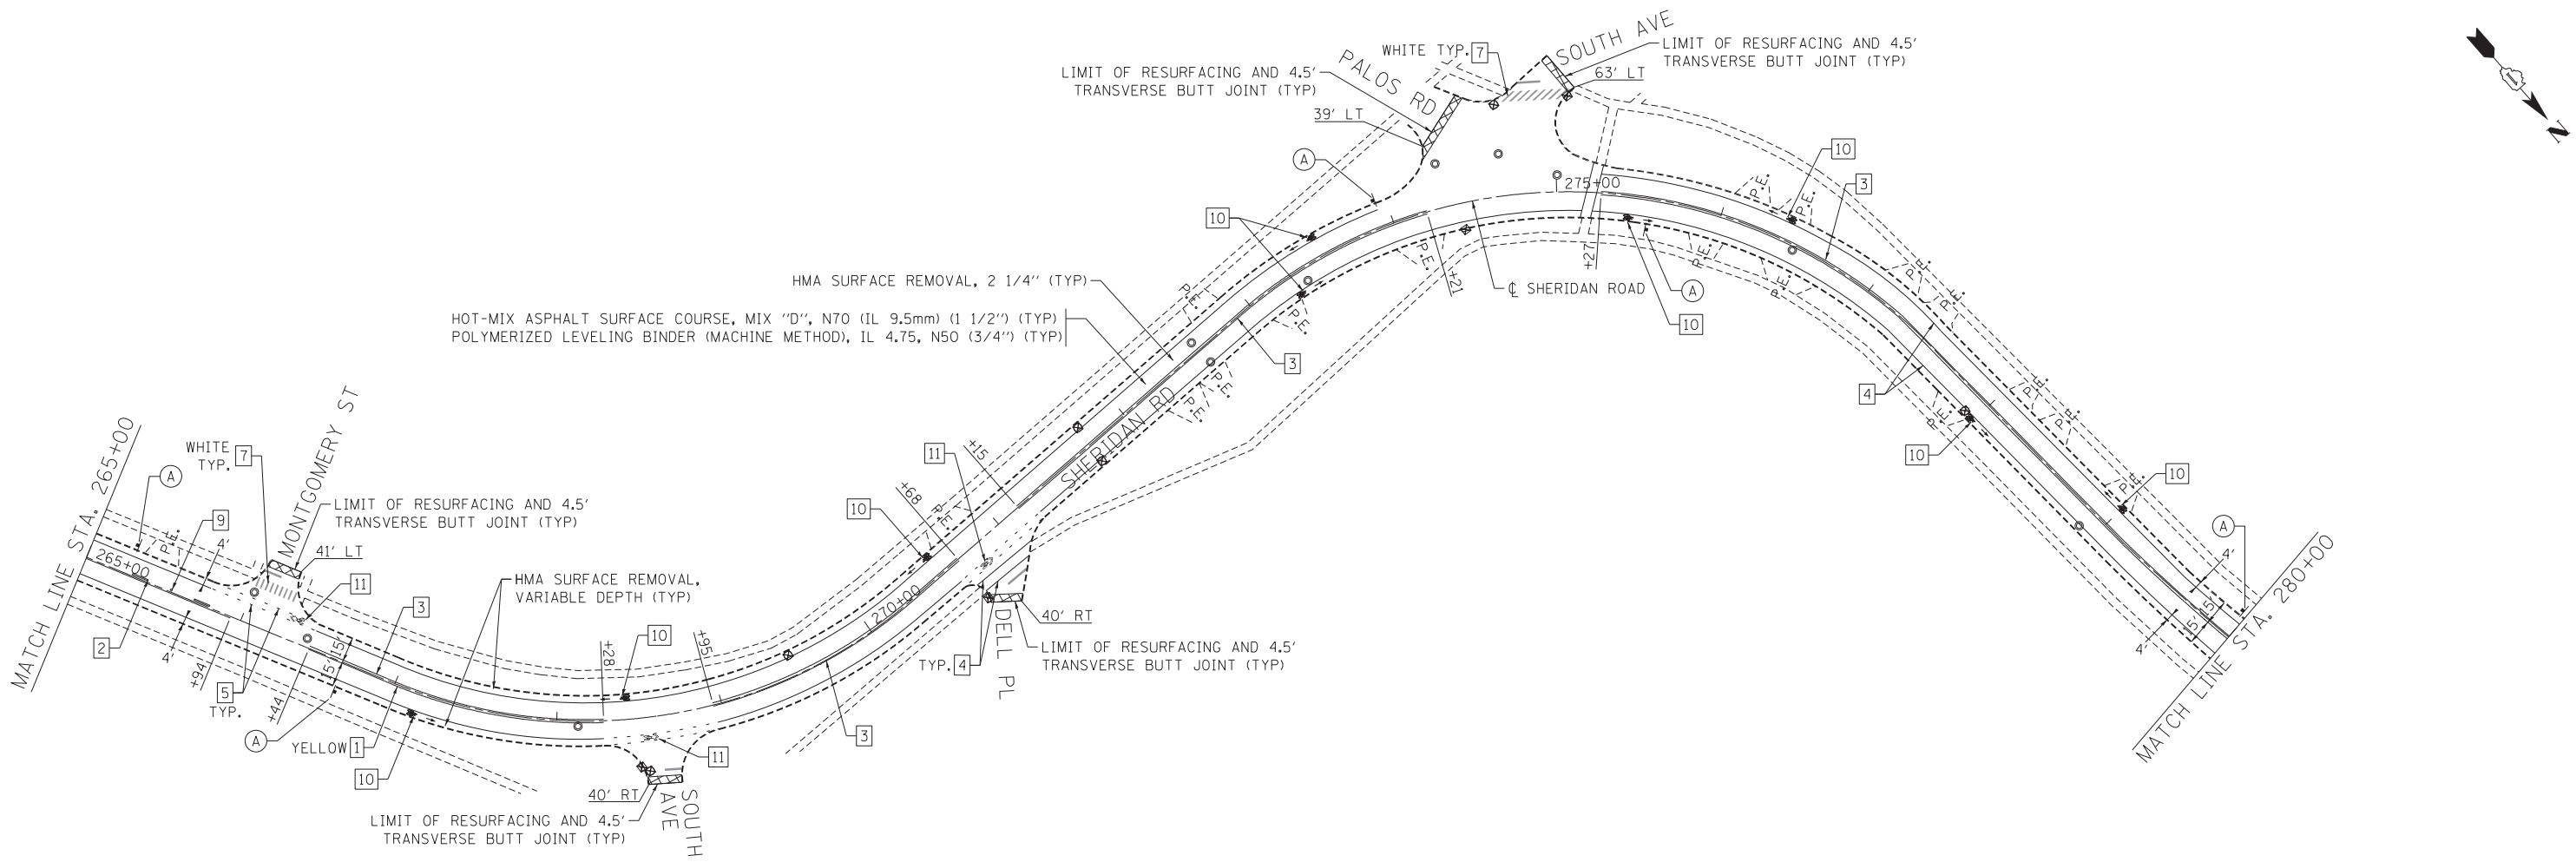 SOUTH AVE
WHITE TYP. 7
LIMIT OF RESURFACING AND 4.5'
TRANSVERSE BUTT JOINT (TYP)
63' LT
PALOS RD
LIMIT OF RESURFACING AND 4.5'
TRANSVERSE BUTT JOINT (TYP)
39' LT
N
A
10
3
275+00
P.E.
P.E.
10
+27
+21
P.E.
℄ SHERIDAN ROAD
A
10
P.E.
P.E.
P.E.
P.E.
HMA SURFACE REMOVAL, 2 1/4" (TYP)
HOT-MIX ASPHALT SURFACE COURSE, MIX "D", N70 (IL 9.5mm) (1 1/2") (TYP)
POLYMERIZED LEVELING BINDER (MACHINE METHOD), IL 4.75, N50 (3/4") (TYP)
P.E.
P.E.
3
P.E.
P.E.
SHERIDAN RD
4
P.E.
P.E.
P.E.
10
P.E.
10
A
4'
15'
15'
4'
MATCH LINE STA. 280+00
MATCH LINE STA. 265+00
265+00
A
P.E.
9
4'
WHITE
TYP. 7
MONTGOMERY ST
LIMIT OF RESURFACING AND 4.5'
TRANSVERSE BUTT JOINT (TYP)
41' LT
11
2
4'
+94
5
TYP.
+44
15'
15'
A
3
YELLOW 1
10
HMA SURFACE REMOVAL,
VARIABLE DEPTH (TYP)
+28
10
+95
11
40' RT
SOUTH
AVE
LIMIT OF RESURFACING AND 4.5'
TRANSVERSE BUTT JOINT (TYP)
10
P.E.
+68
11
+15
270+00
3
TYP. 4
DELL PL
40' RT
LIMIT OF RESURFACING AND 4.5'
TRANSVERSE BUTT JOINT (TYP)